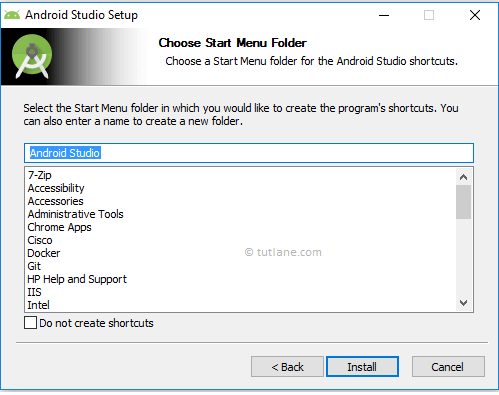 Android Studio Setup
Choose Start Menu Folder
Choose a Start Menu folder for the Android Studio shortcuts.
Select the Start Menu folder in which you would like to create the program's shortcuts. You
can also enter a name to create a new folder.
Android Studio
7-Zip
Accessibility
Accessories
Administrative Tools
Chrome Apps
Cisco
Docker
Git
HP Help and Support
IIS
Intel
© tutlane.com
Do not create shortcuts
< Back
Install
Cancel